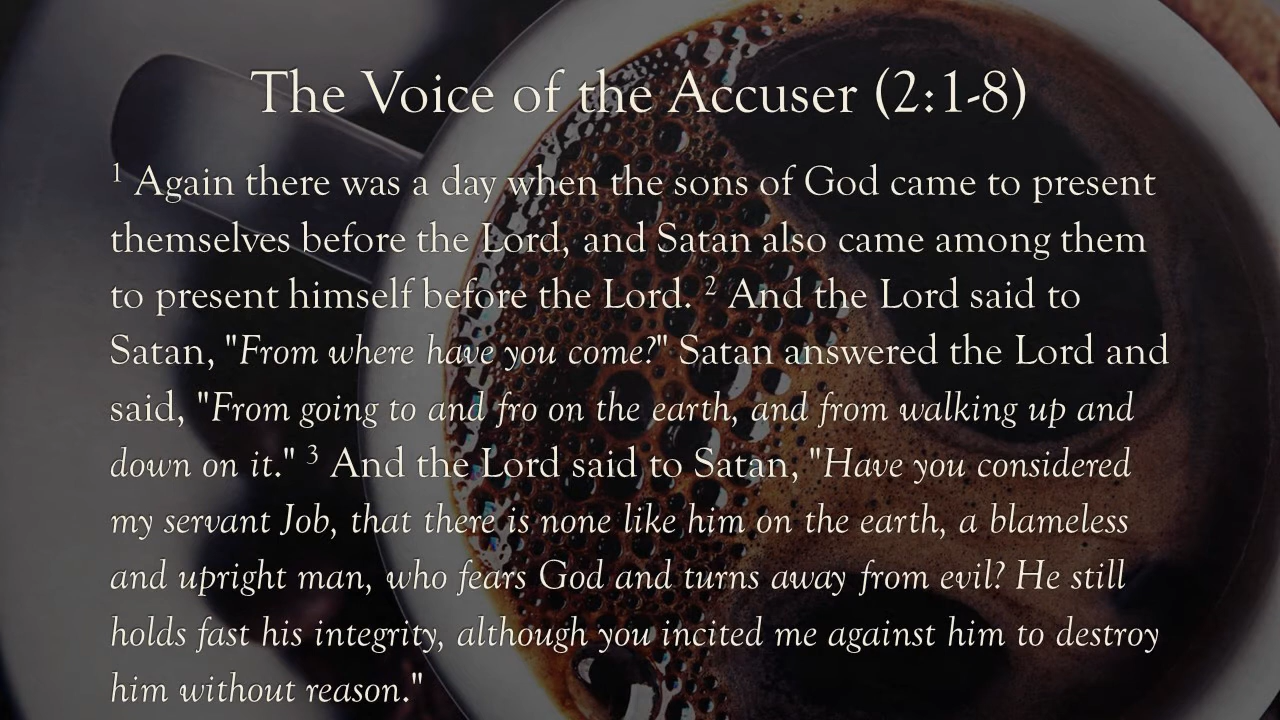 The Voice of the Accuser (2:1-8)
1 Again there was a day when the sons of God came to present
themselves before the Lord, and Satan also came among them
to present himself before the Lord. 2 And the Lord said to
Satan, "From where have you come?" Satan answered the Lord and
said, "From going to and fro on the earth, and from walking up and
down on it." 3 And the Lord said to Satan, "Have you considered
my servant Job, that there is none like him on the earth, a blameless
and upright man, who fears God and turns away from evil? He still
holds fast his integrity, although you incited me against him to destroy
him without reason."